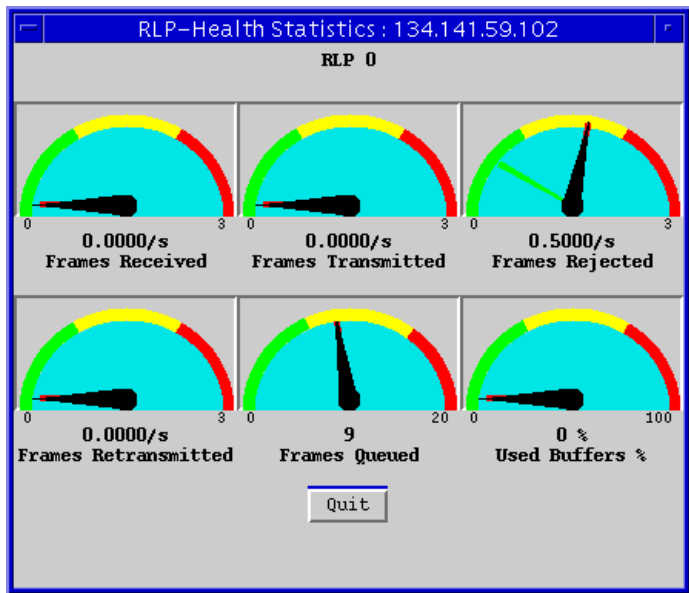 RLP-Health Statistics : 134.141.59.102
RLP 0
0 3
0.0000/s
Frames Received
0 3
0.0000/s
Frames Transmitted
0 3
0.5000/s
Frames Rejected
0 3
0.0000/s
Frames Retransmitted
0 20
9
Frames Queued
0 100
0 %
Used Buffers %
Quit